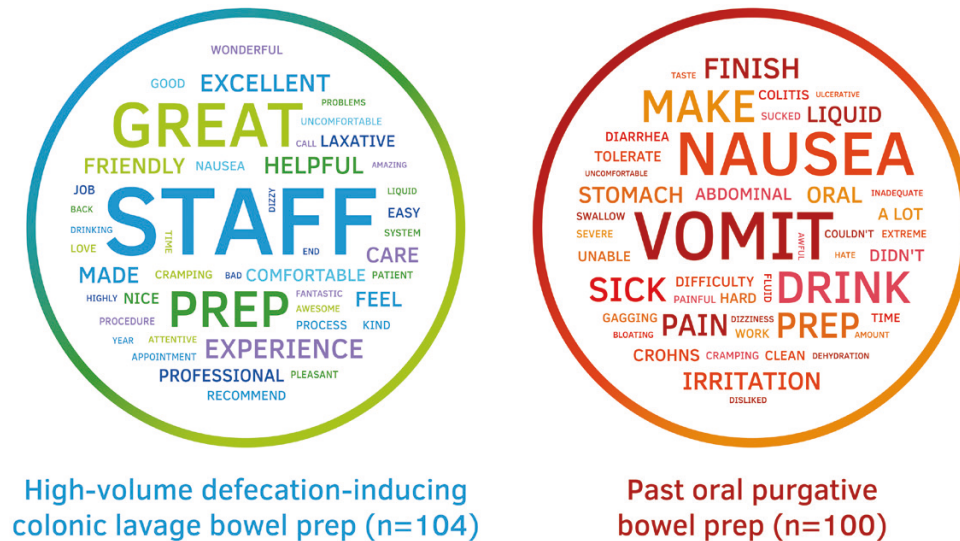 WONDERFUL
GOOD EXCELLENT
PROBLEMS
GREAT UNCOMFORTABLE
CALL LAXATIVE
FRIENDLY NAUSEA HELPFUL AMAZING
JOB STAFF DIZZY LIQUID
BACK EASY
DRINKING TIME SYSTEM
LOVE END CARE
MADE CRAMPING BAD COMFORTABLE PATIENT
HIGHLY NICE PREP FANTASTIC FEEL
AWESOME
PROCEDURE PROCESS KIND
YEAR ATTENTIVE EXPERIENCE
APPOINTMENT
PROFESSIONAL PLEASANT
RECOMMEND
High-volume defecation-inducing
colonic lavage bowel prep (n=104)
TASTE FINISH
MAKE COLITIS ULCERATIVE
SUCKED LIQUID
DIARRHEA NAUSEA
TOLERATE
UNCOMFORTABLE
STOMACH ABDOMINAL ORAL INADEQUATE
SWALLOW VOMIT A LOT
SEVERE AWFUL COULDN'T EXTREME
UNABLE HATE DIDN'T
SICK DIFFICULTY FLUID DRINK
PAINFUL HARD
GAGGING PAIN DIZZINESS PREP TIME
BLOATING WORK AMOUNT
CROHNS CRAMPING CLEAN DEHYDRATION
IRRITATION
DISLIKED
Past oral purgative
bowel prep (n=100)